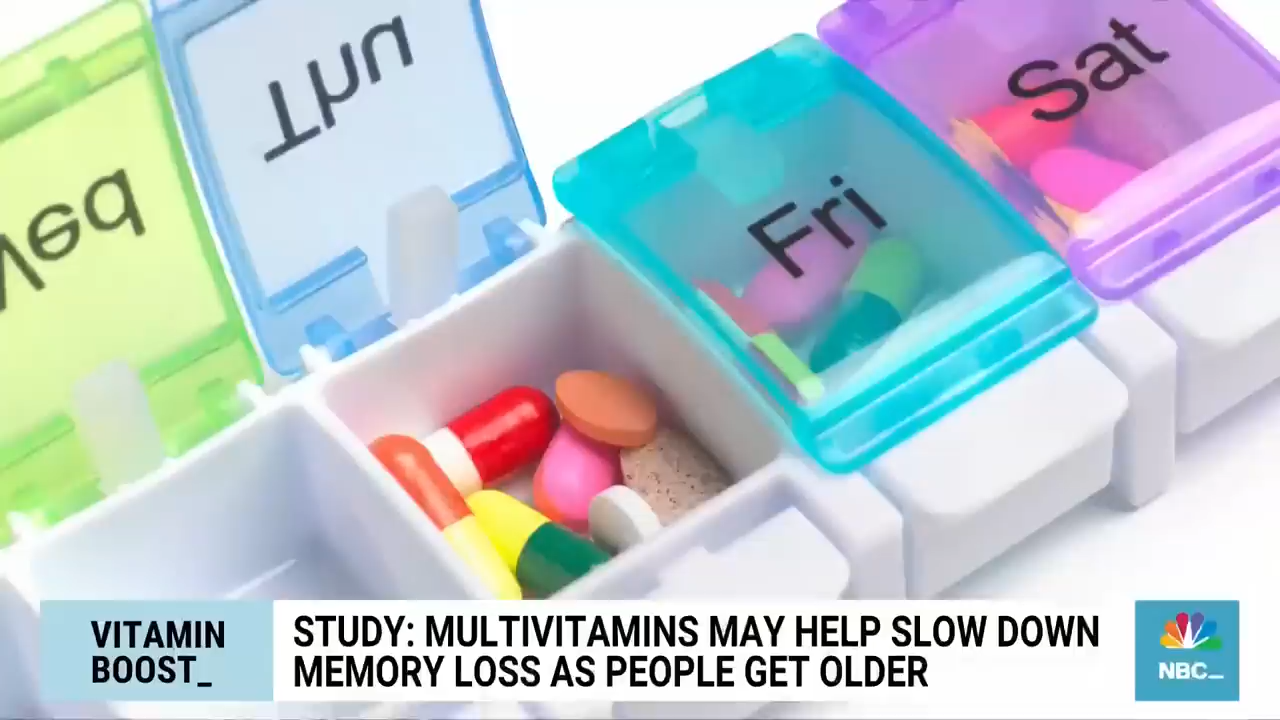 Wed
Thu
Fri
Sat
VITAMIN
BOOST_
STUDY: MULTIVITAMINS MAY HELP SLOW DOWN
MEMORY LOSS AS PEOPLE GET OLDER
NBC_